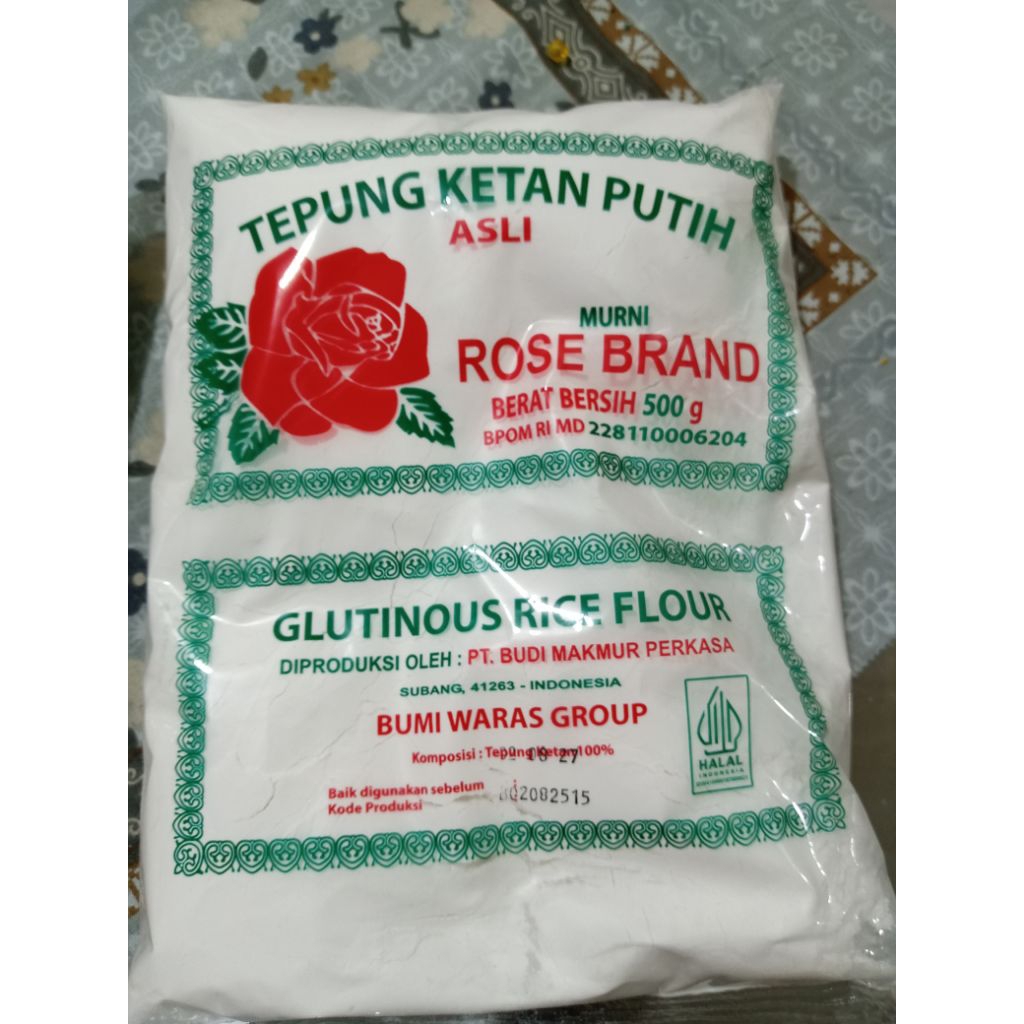 TEPUNG KETAN PUTIH
ASLI
MURNI
ROSE BRAND
BERAT BERSIH 500 g
BPOM RI MD 228110006204
GLUTINOUS RICE FLOUR
DIPRODUKSI OLEH : PT. BUDI MAKMUR PERKASA
SUBANG, 41263 - INDONESIA
BUMI WARAS GROUP
Komposisi : Tepung Ketan 100%
Baik digunakan sebelum
Kode Produksi
HALAL
INDONESIA